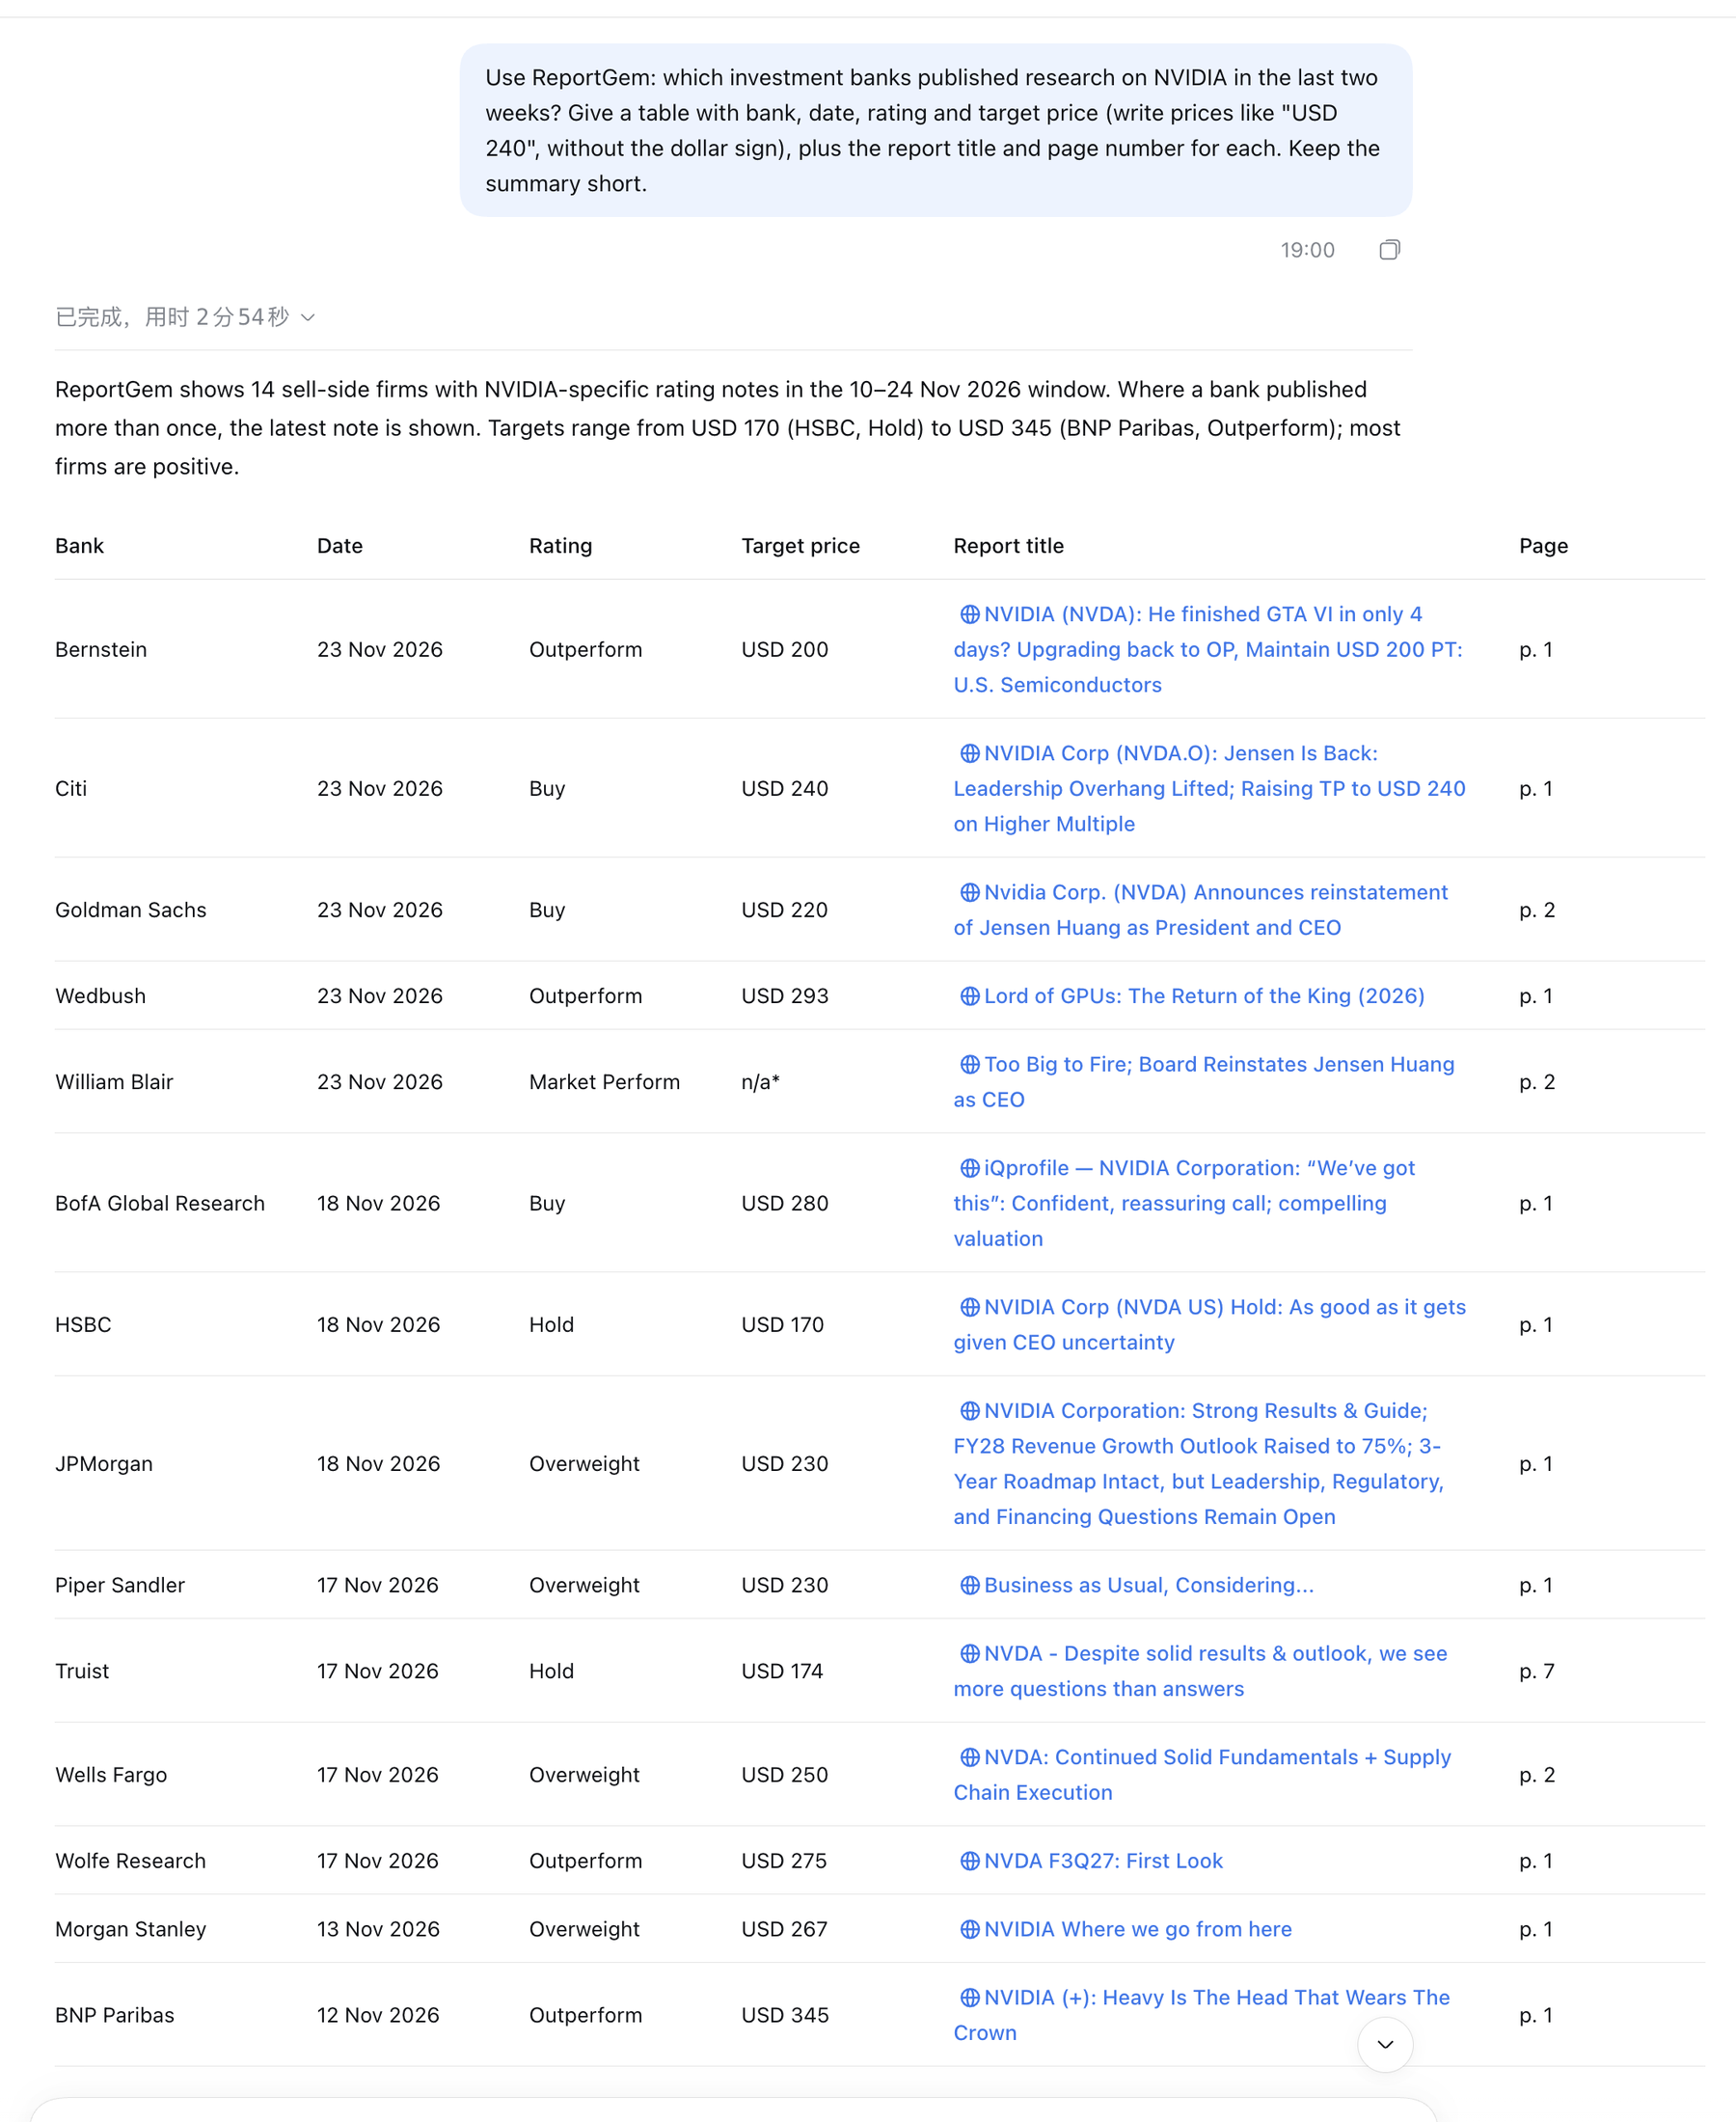 Use ReportGem: which investment banks published research on NVIDIA in the last two
weeks? Give a table with bank, date, rating and target price (write prices like "USD
240", without the dollar sign), plus the report title and page number for each. Keep the
summary short.
19:00
已完成，用时 2分54秒
ReportGem shows 14 sell-side firms with NVIDIA-specific rating notes in the 10–24 Nov 2026 window. Where a bank published
more than once, the latest note is shown. Targets range from USD 170 (HSBC, Hold) to USD 345 (BNP Paribas, Outperform); most
firms are positive.
Bank Date Rating Target price Report title Page
NVIDIA (NVDA): He finished GTA VI in only 4
Bernstein 23 Nov 2026 Outperform USD 200 days? Upgrading back to OP, Maintain USD 200 PT: p. 1
U.S. Semiconductors
NVIDIA Corp (NVDA.O): Jensen Is Back:
Citi 23 Nov 2026 Buy USD 240 Leadership Overhang Lifted; Raising TP to USD 240 p. 1
on Higher Multiple
Nvidia Corp. (NVDA) Announces reinstatement
Goldman Sachs 23 Nov 2026 Buy USD 220 p. 2
of Jensen Huang as President and CEO
Wedbush 23 Nov 2026 Outperform USD 293 Lord of GPUs: The Return of the King (2026) p. 1
Too Big to Fire; Board Reinstates Jensen Huang
William Blair 23 Nov 2026 Market Perform n/a* p. 2
as CEO
iQprofile — NVIDIA Corporation: “We’ve got
BofA Global Research 18 Nov 2026 Buy USD 280 this”: Confident, reassuring call; compelling p. 1
valuation
NVIDIA Corp (NVDA US) Hold: As good as it gets
HSBC 18 Nov 2026 Hold USD 170 p. 1
given CEO uncertainty
NVIDIA Corporation: Strong Results & Guide;
FY28 Revenue Growth Outlook Raised to 75%; 3-
JPMorgan 18 Nov 2026 Overweight USD 230 p. 1
Year Roadmap Intact, but Leadership, Regulatory,
and Financing Questions Remain Open
Piper Sandler 17 Nov 2026 Overweight USD 230 Business as Usual, Considering... p. 1
NVDA - Despite solid results & outlook, we see
Truist 17 Nov 2026 Hold USD 174 p. 7
more questions than answers
NVDA: Continued Solid Fundamentals + Supply
Wells Fargo 17 Nov 2026 Overweight USD 250 p. 2
Chain Execution
Wolfe Research 17 Nov 2026 Outperform USD 275 NVDA F3Q27: First Look p. 1
Morgan Stanley 13 Nov 2026 Overweight USD 267 NVIDIA Where we go from here p. 1
NVIDIA (+): Heavy Is The Head That Wears The
BNP Paribas 12 Nov 2026 Outperform USD 345 p. 1
Crown